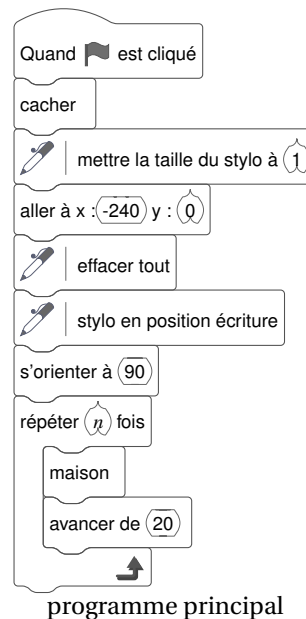 Quand est cliqué
cacher
mettre la taille du stylo à 1
aller à x : -240 y : 0
effacer tout
stylo en position écriture
s'orienter à 90
répéter n fois
maison
avancer de 20
programme principal